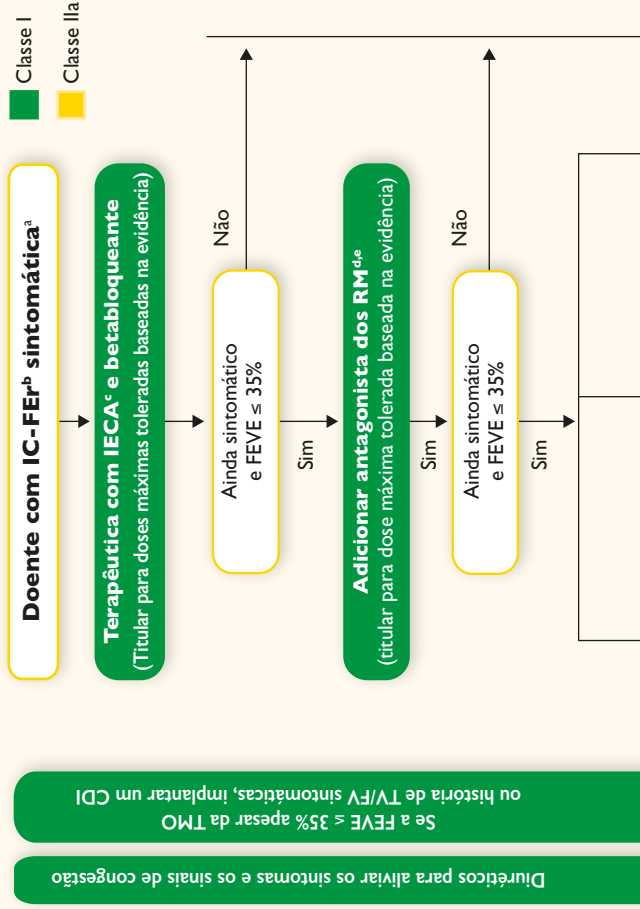 Classe I
Classe IIa
Doente com IC-FErᵇ sintomáticaᵃ
Terapêutica com IECAᶜ e betabloqueante
(Titular para doses máximas toleradas baseadas na evidência)
Ainda sintomático
e FEVE ≤ 35%
Não
Sim
Adicionar antagonista dos RMᵈ,ᵉ
(titular para dose máxima tolerada baseada na evidência)
Sim
Ainda sintomático
e FEVE ≤ 35%
Não
Sim
Se a FEVE ≤ 35% apesar da TMO
ou história de TV/FV sintomáticas, implantar um CDI
Diuréticos para aliviar os sintomas e os sinais de congestão